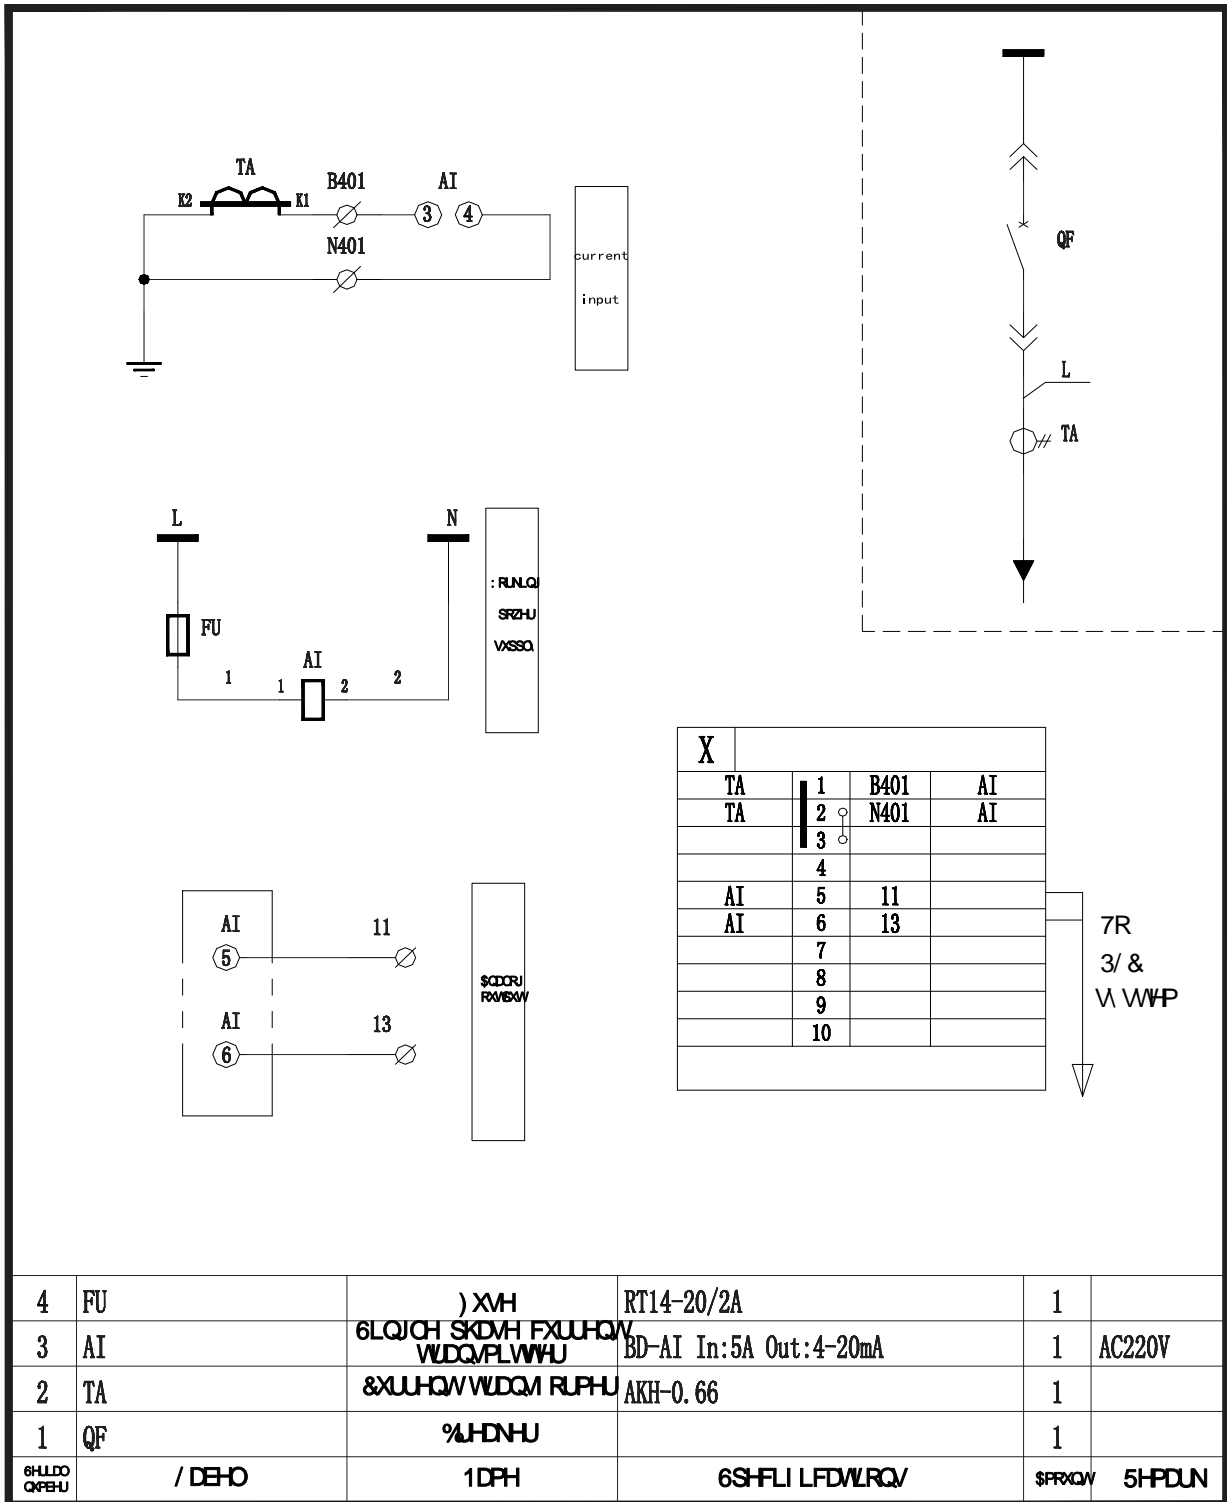 TA
K2 K1 B401 AI
3 4
N401
current
input
QF
L
TA
L N
: RUNLQJ
SRZHU
FU
AI
1 1 2 2
X
TA 1 B401 AI
TA 2 N401 AI
3
4
AI 5 11
AI 6 13
7
8
9
10
7R
3/ &
AI 11
5
AI 13
6
$QDORJ
RXWSXW
4 FU ) XVH RT14-20/2A 1
3 AI 6LQJOH SKDVH FXUUHQW
WUDQVPLWWHU BD-AI In:5A Out:4-20mA 1 AC220V
2 TA &XUUHQW WUDQVI RUPHU AKH-0.66 1
1 QF %UHDNHU 1
6HULDO
QXPEHU / DEHO 1DPH 6SHFLI LFDWLRQV $PRXQW 5HPDUN